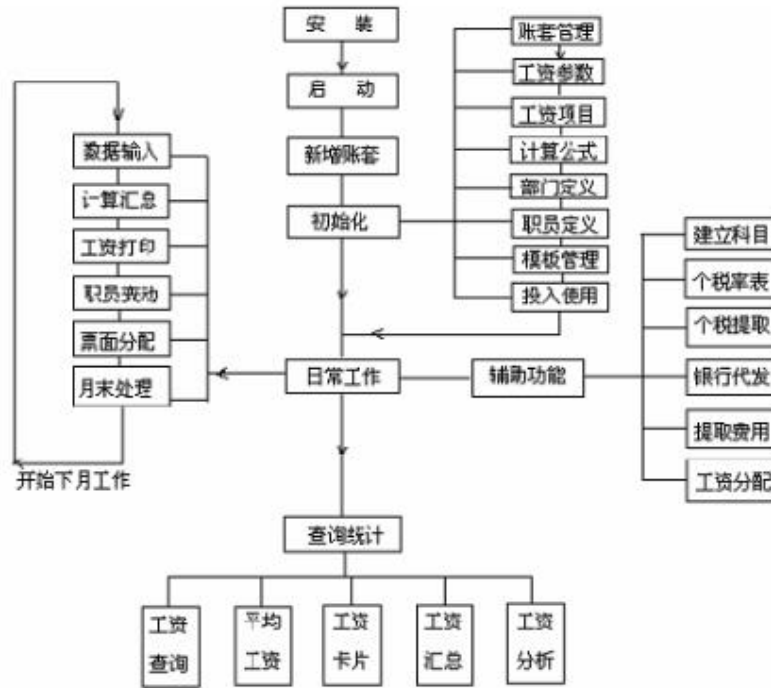 安 装
启 动
新增账套
初始化
账套管理
工资参数
工资项目
计算公式
部门定义
职员定义
模板管理
投入使用
数据输入
计算汇总
工资打印
职员变动
票面分配
月末处理
开始下月工作
日常工作
辅助功能
建立科目
个税率表
个税提取
银行代发
提取费用
工资分配
查询统计
工资
查询
平均
工资
工资
卡片
工资
汇总
工资
分析